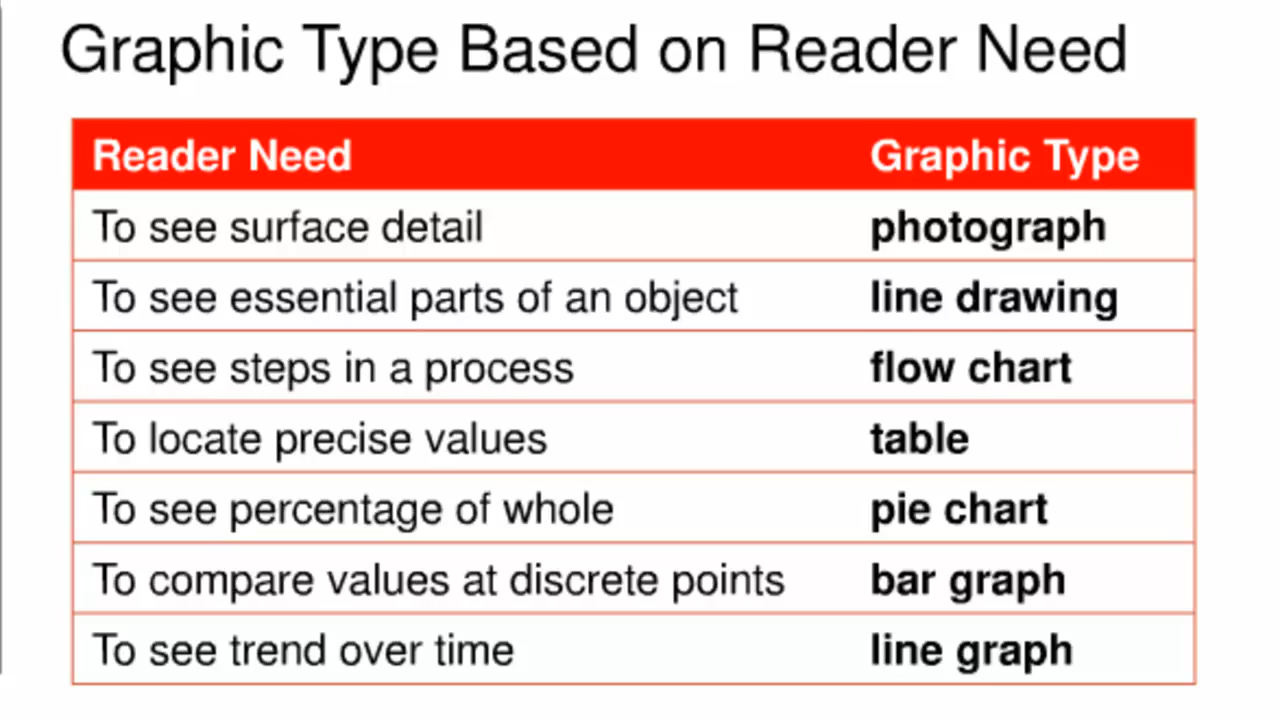 Graphic Type Based on Reader Need
Reader Need Graphic Type
To see surface detail photograph
To see essential parts of an object line drawing
To see steps in a process flow chart
To locate precise values table
To see percentage of whole pie chart
To compare values at discrete points bar graph
To see trend over time line graph